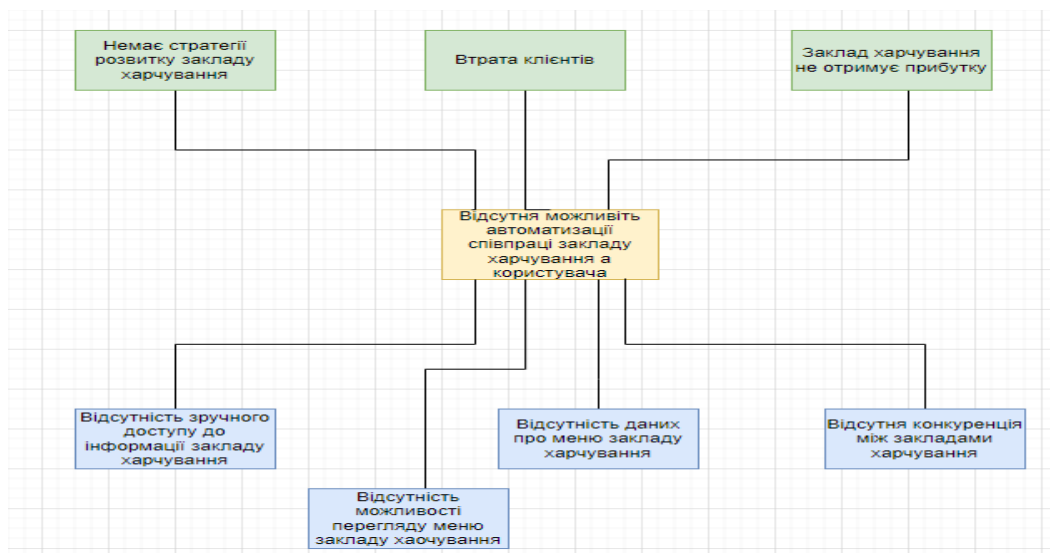 Немає стратегії
розвитку закладу
харчування
Втрата клієнтів
Заклад харчування
не отримує прибутку
Відсутня можливіть
автоматизації
співпраці закладу
харчування а
користувача
Відсутність зручного
доступу до
інформації закладу
харчування
Відсутність
можливості
перегляду меню
закладу хаочування
Відсутність даних
про меню закладу
харчування
Відсутня конкуренція
між закладами
харчування